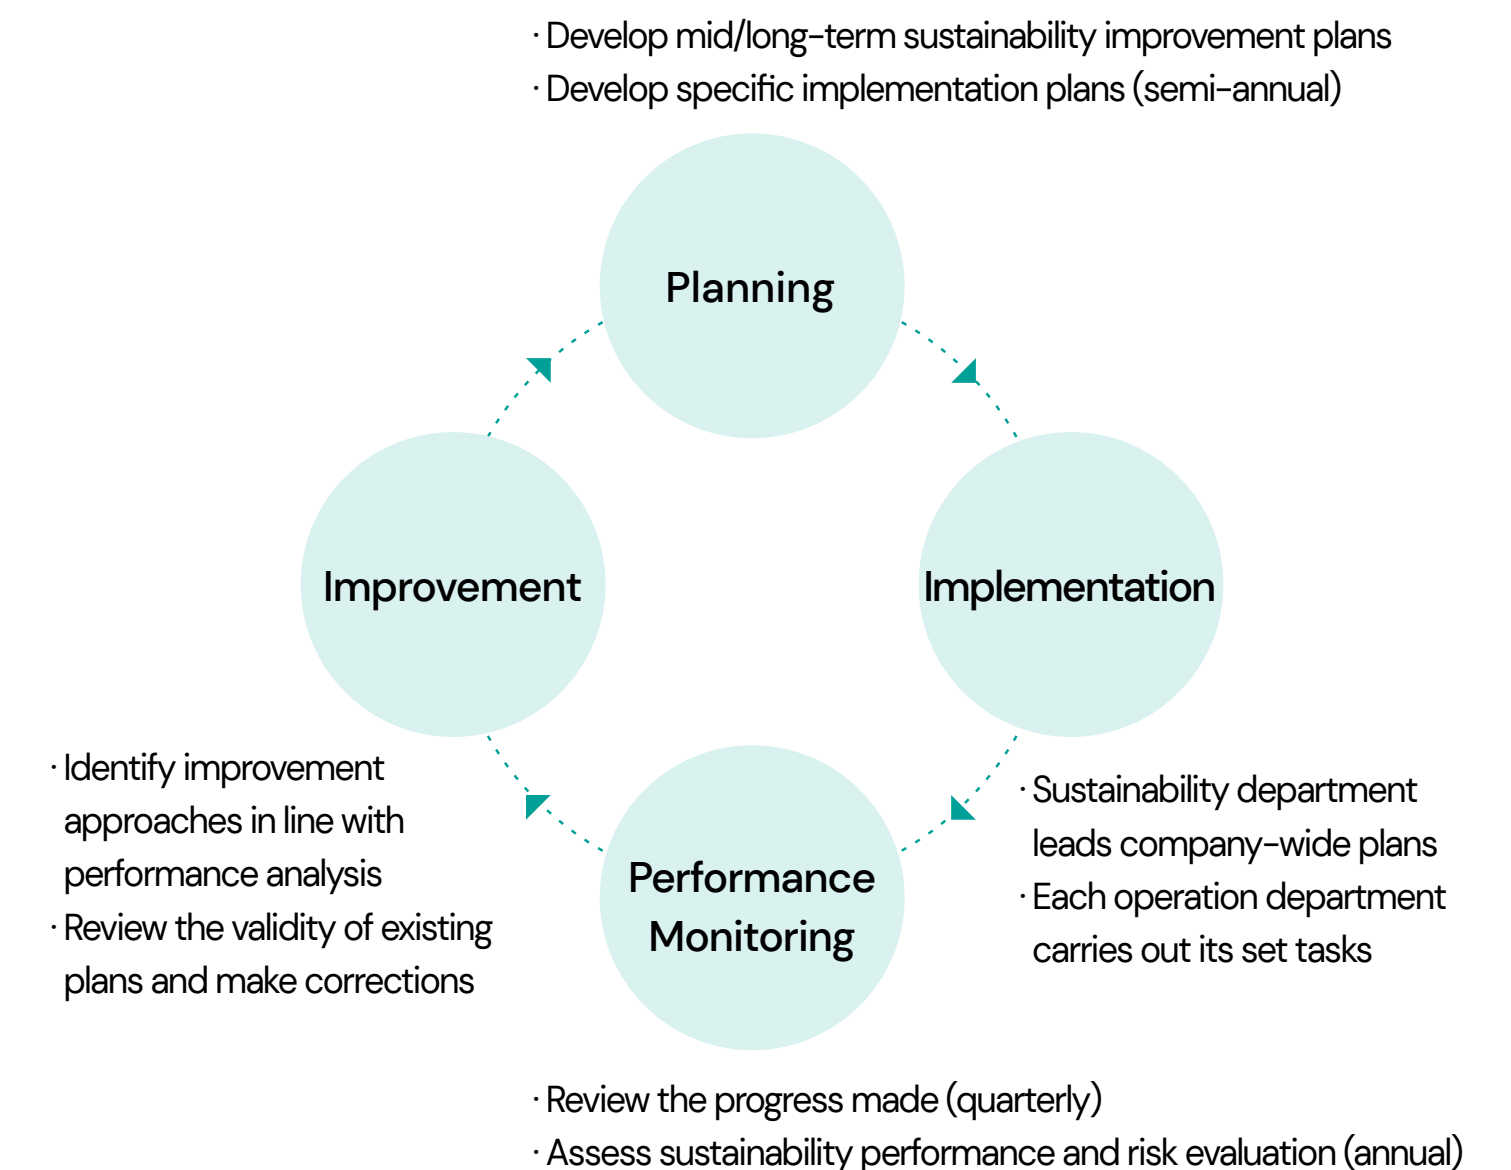 · Develop mid/long-term sustainability improvement plans
· Develop specific implementation plans (semi-annual)
Planning
Improvement
Implementation
· Identify improvement
approaches in line with
performance analysis
· Review the validity of existing
plans and make corrections
· Sustainability department
leads company-wide plans
· Each operation department
carries out its set tasks
Performance
Monitoring
· Review the progress made (quarterly)
· Assess sustainability performance and risk evaluation (annual)